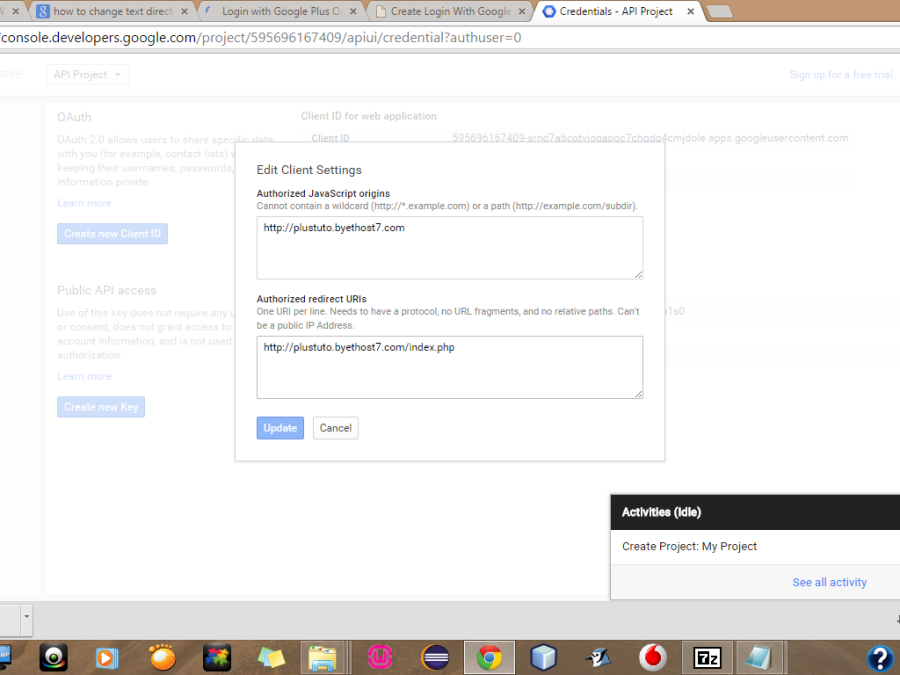 how to change text direct
Login with Google Plus O
Create Login With Google
Credentials - API Project
/console.developers.google.com/project/595696167409/apiui/credential?authuser=0
API Project
Sign up for a free trial
OAuth
Client ID for web application
OAuth 2.0 allows users to share specific data
Client ID
with you (for example, contact lists)
keeping their usernames, passwords,
information private.
Learn more
Create new Client ID
Public API access
Use of this key does not require any
or consent, does not grant access to
account information, and is not used
authorization.
Learn more
Create new Key
Edit Client Settings
Authorized JavaScript origins
Cannot contain a wildcard (http://*.example.com) or a path (http://example.com/subdir).
http://plustuto.byethost7.com
Authorized redirect URIs
One URI per line. Needs to have a protocol, no URL fragments, and no relative paths. Can't
be a public IP Address.
http://plustuto.byethost7.com/index.php
Update
Cancel
Activities (Idle)
Create Project: My Project
See all activity
7z